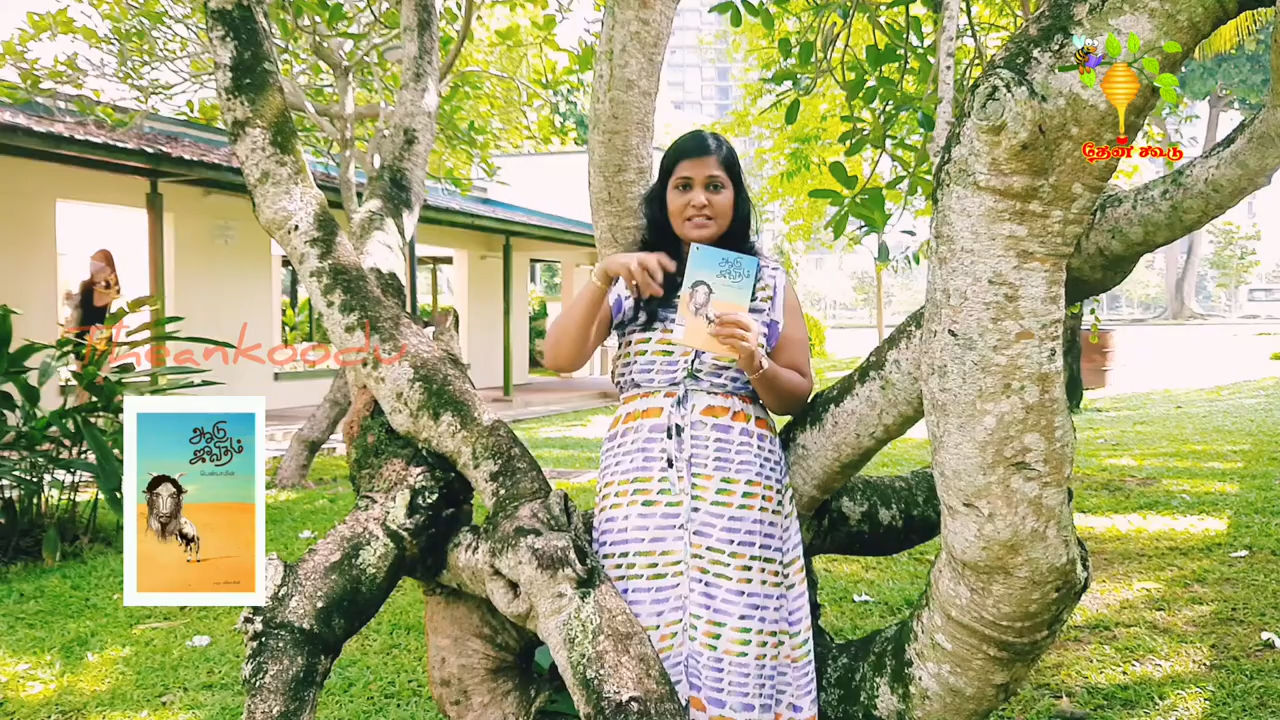 தேன் கூடு
ஆடு
ஜீவிதம்
Theankoodu
ஆடு
ஜீவிதம்
பென்யாமின்